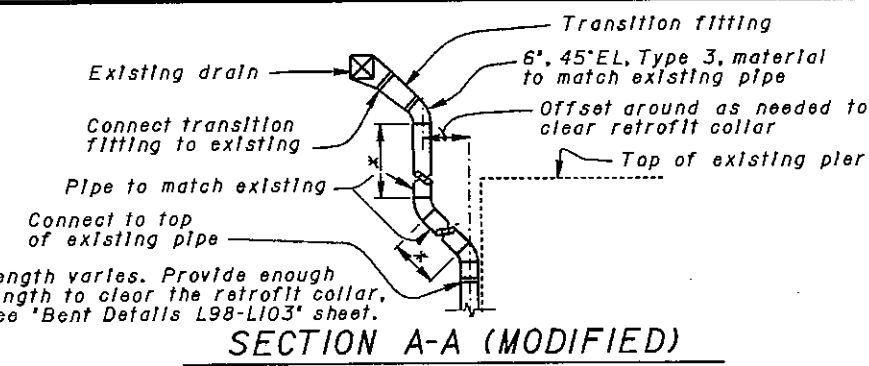 Transition fitting
Existing drain
6", 45°EL, Type 3, material
to match existing pipe
Connect transition
fitting to existing
Offset around as needed to
clear retrofit collar
Top of existing pier
Pipe to match existing
Connect to top
of existing pipe
ength varies. Provide enough
ngth to clear the retrofit collar,
ee "Bent Details L98-L103" sheet.
SECTION A-A (MODIFIED)